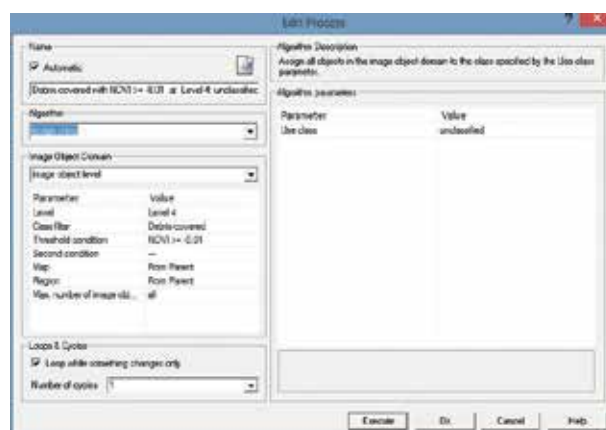 Edit Process
? x
Name
Automatic
Debris covered with NDVI >= -0.01 at Level 4: unclassified
Algorithm
Image Object Domain
image object level
Parameter Value
Level Level 4
Class filter Debris covered
Threshold condition NDVI >= -0.01
Second condition ---
Map From Parent
Region From Parent
Max. number of image obj... all
Loops & Cycles
Loop while something changes only
Number of cycles 1
Algorithm Description
Assign all objects in the image object domain to the class specified by the Use class
parameter.
Algorithm parameters
Parameter Value
Use class unclassified
Execute Ok Cancel Help